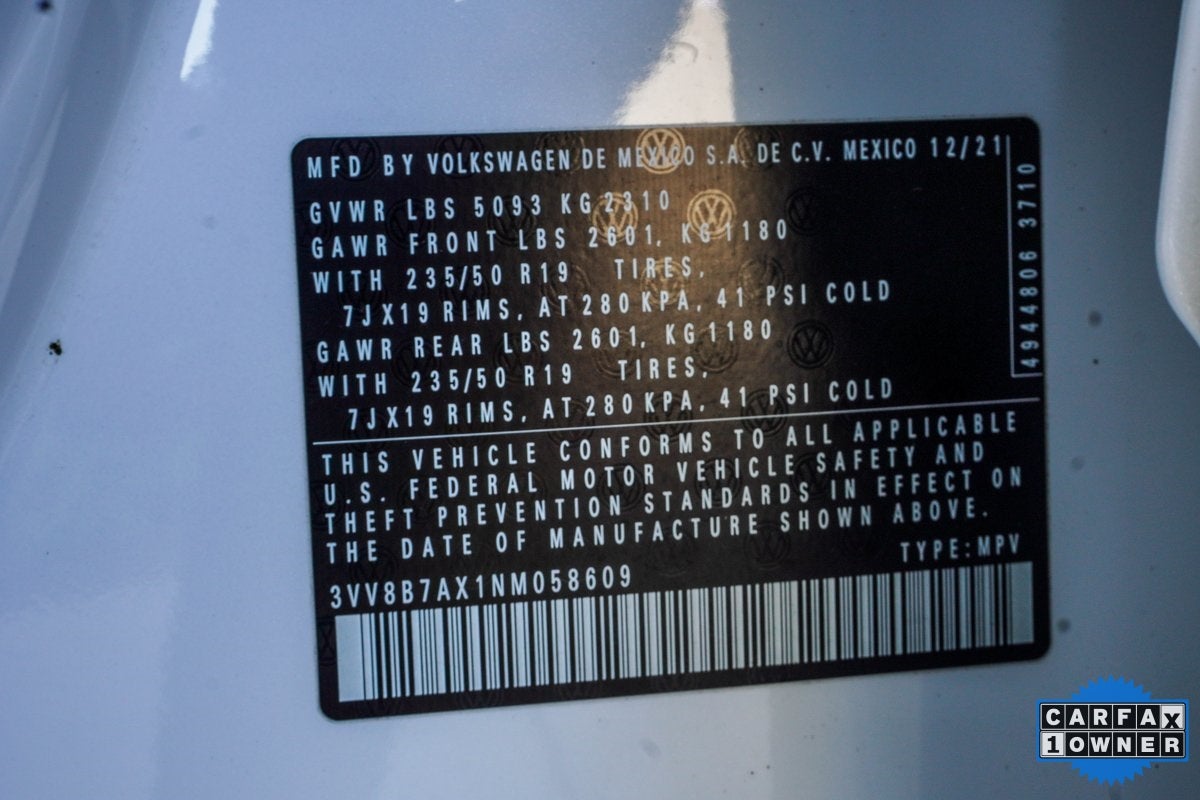 MFD BY VOLKSWAGEN DE MEXICO S.A. DE C.V. MEXICO 12/21
GVWR LBS 5093 KG 2310
GAWR FRONT LBS 2601, KG 1180
WITH 235/50 R19 TIRES,
7JX19 RIMS, AT 280 KPA, 41 PSI COLD
GAWR REAR LBS 2601, KG 1180
WITH 235/50 R19 TIRES,
7JX19 RIMS, AT 280 KPA, 41 PSI COLD
4944806 3710
THIS VEHICLE CONFORMS TO ALL APPLICABLE
U.S. FEDERAL MOTOR VEHICLE SAFETY AND
THEFT PREVENTION STANDARDS IN EFFECT ON
THE DATE OF MANUFACTURE SHOWN ABOVE.
TYPE:MPV
3VV8B7AX1NM058609
CARFAX
1 OWNER